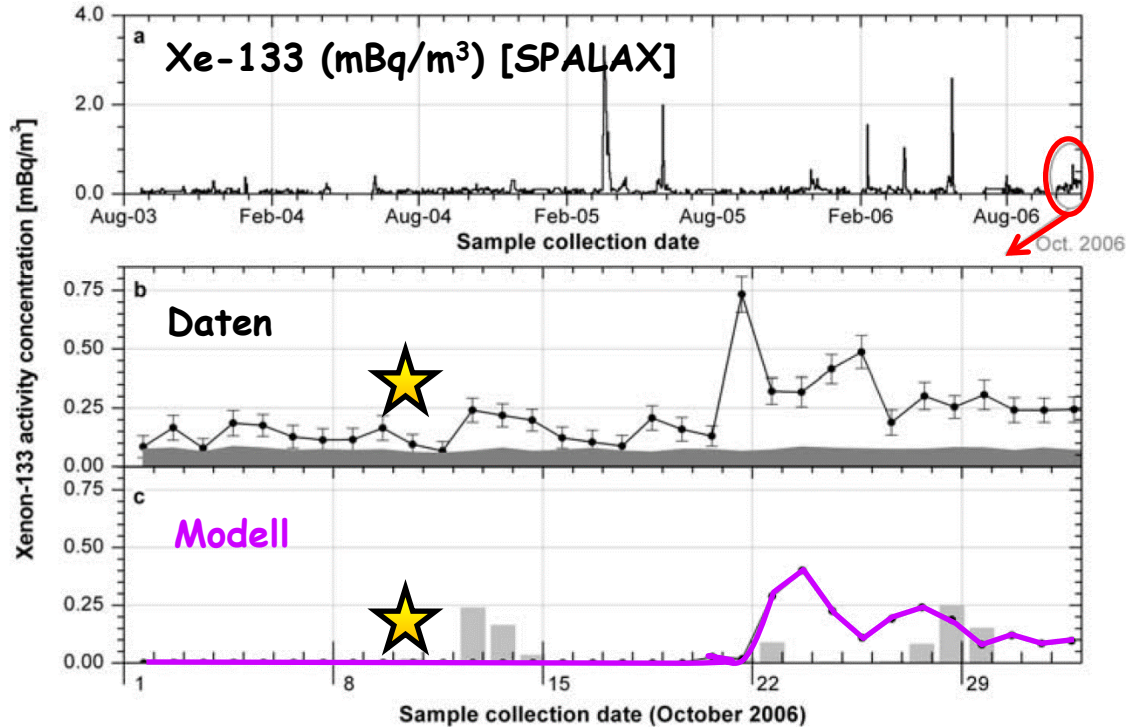 4.0
a
Xe-133 (mBq/m³) [SPALAX]
2.0
0.0
Aug-03 Feb-04 Aug-04 Feb-05 Aug-05 Feb-06 Aug-06
Sample collection date
Oct. 2006
Xenon-133 activity concentration [mBq/m³]
0.75
b
Daten
0.50
0.25
0.00
0.75
c
Modell
0.50
0.25
0.00
1 8 15 22 29
Sample collection date (October 2006)